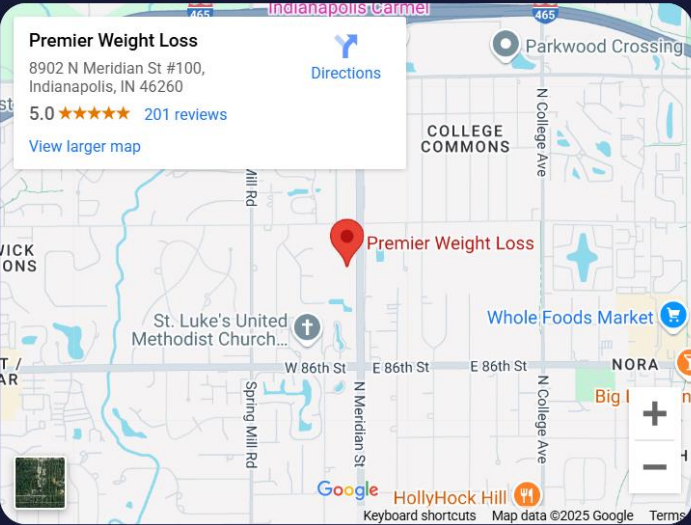 Indianapolis Carmel
465
465
Premier Weight Loss
8902 N Meridian St #100,
Indianapolis, IN 46260
5.0
201 reviews
View larger map
Directions
Parkwood Crossing
COLLEGE
COMMONS
N College Ave
Mill Rd
Premier Weight Loss
St. Luke's United
Methodist Church...
Whole Foods Market
W 86th St
E 86th St
E 86th St
NORA
Spring Mill Rd
N Meridian St
N College Ave
Big
+
−
Google
HollyHock Hill
Keyboard shortcuts
Map data ©2025 Google
Terms